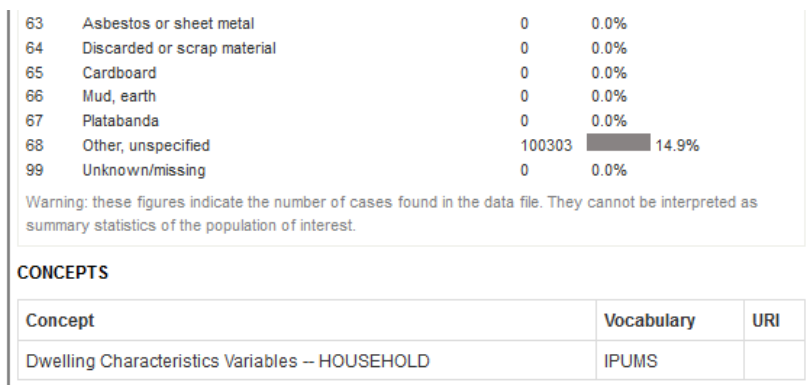 63 Asbestos or sheet metal 0 0.0%
64 Discarded or scrap material 0 0.0%
65 Cardboard 0 0.0%
66 Mud, earth 0 0.0%
67 Platabanda 0 0.0%
68 Other, unspecified 100303 14.9%
99 Unknown/missing 0 0.0%
Warning: these figures indicate the number of cases found in the data file. They cannot be interpreted as
summary statistics of the population of interest.
CONCEPTS
Concept Vocabulary URI
Dwelling Characteristics Variables -- HOUSEHOLD IPUMS